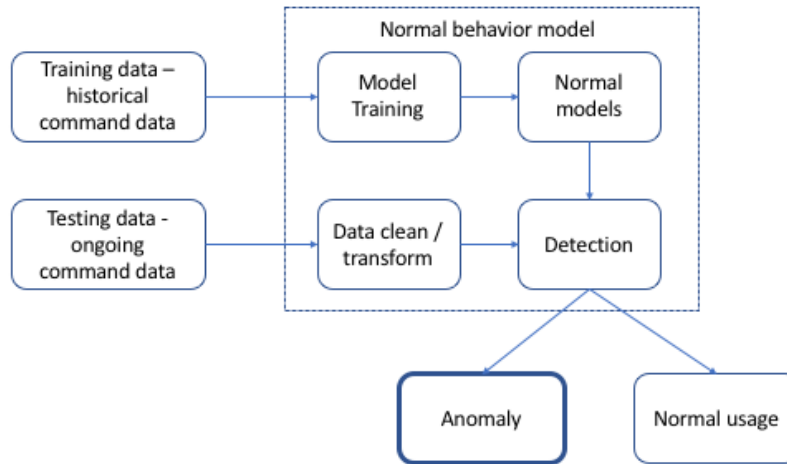 Normal behavior model
Training data –
historical
command data
Model
Training
Normal
models
Testing data -
ongoing
command data
Data clean /
transform
Detection
Anomaly
Normal usage